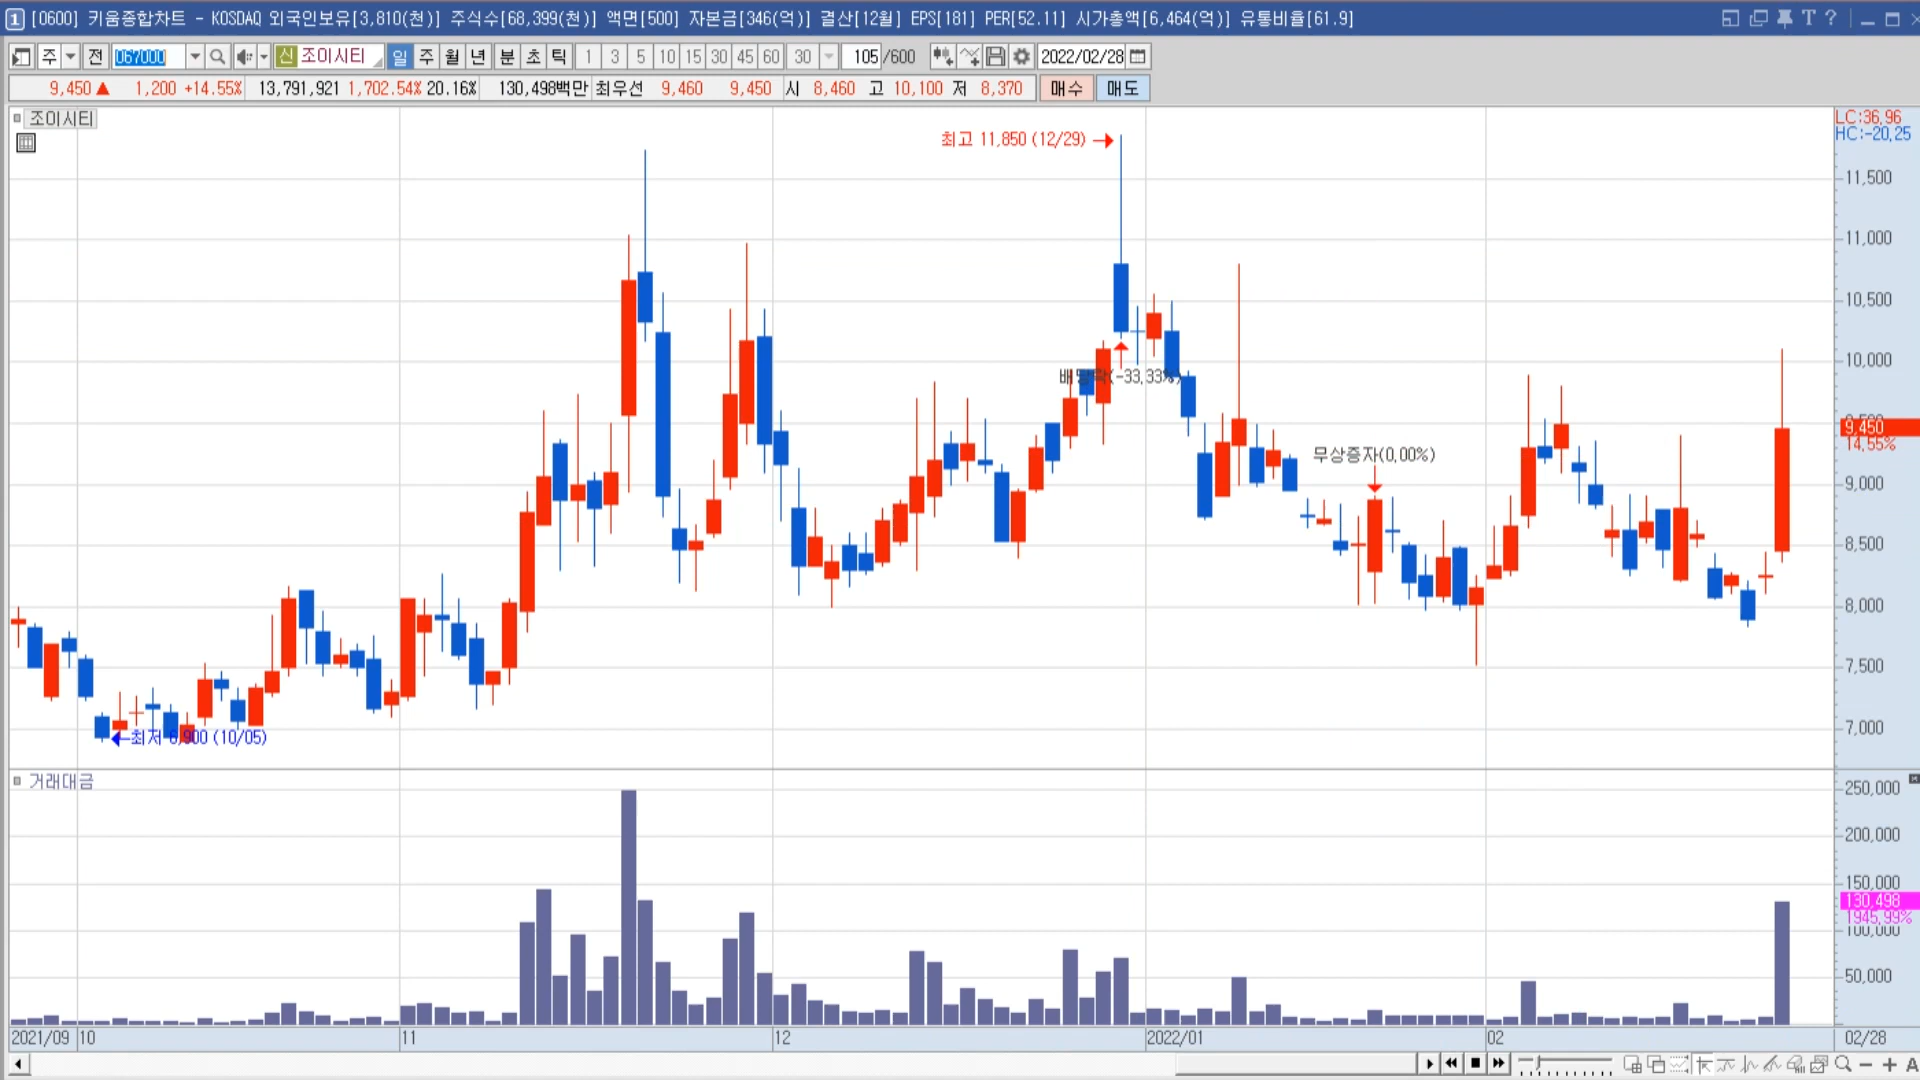 1 [0600] 키움종합차트 - KOSDAQ 외국인보유[3,810(천)] 주식수[68,399(천)] 액면[500] 자본금[346(억)] 결산[12월] EPS[181] PER[52.11] 시가총액[6,464(억)] 유통비율[61.9] T ?
주 전 067000 신 조이시티 일 주 월 년 분 초 틱 1 3 5 10 15 30 45 60 30 105 /600 2022/02/28
9,450 ▲ 1,200 +14.55% 13,791,921 1,702.54% 20.16% 130,498백만 최우선 9,460 9,450 시 8,460 고 10,100 저 8,370 매수 매도
조이시티
LC:36.96
HC:-20.25
최고 11,850 (12/29) →
11,500
11,000
10,500
10,000
(-33.33%)
9,450
14.55%
무상증자(0.00%)
9,000
8,500
8,000
7,500
7,000
←최저 6,900 (10/05)
거래대금
250,000
200,000
150,000
130,498
1945.99%
100,000
50,000
2021/09 10 11 12 2022/01 02 02/28
A